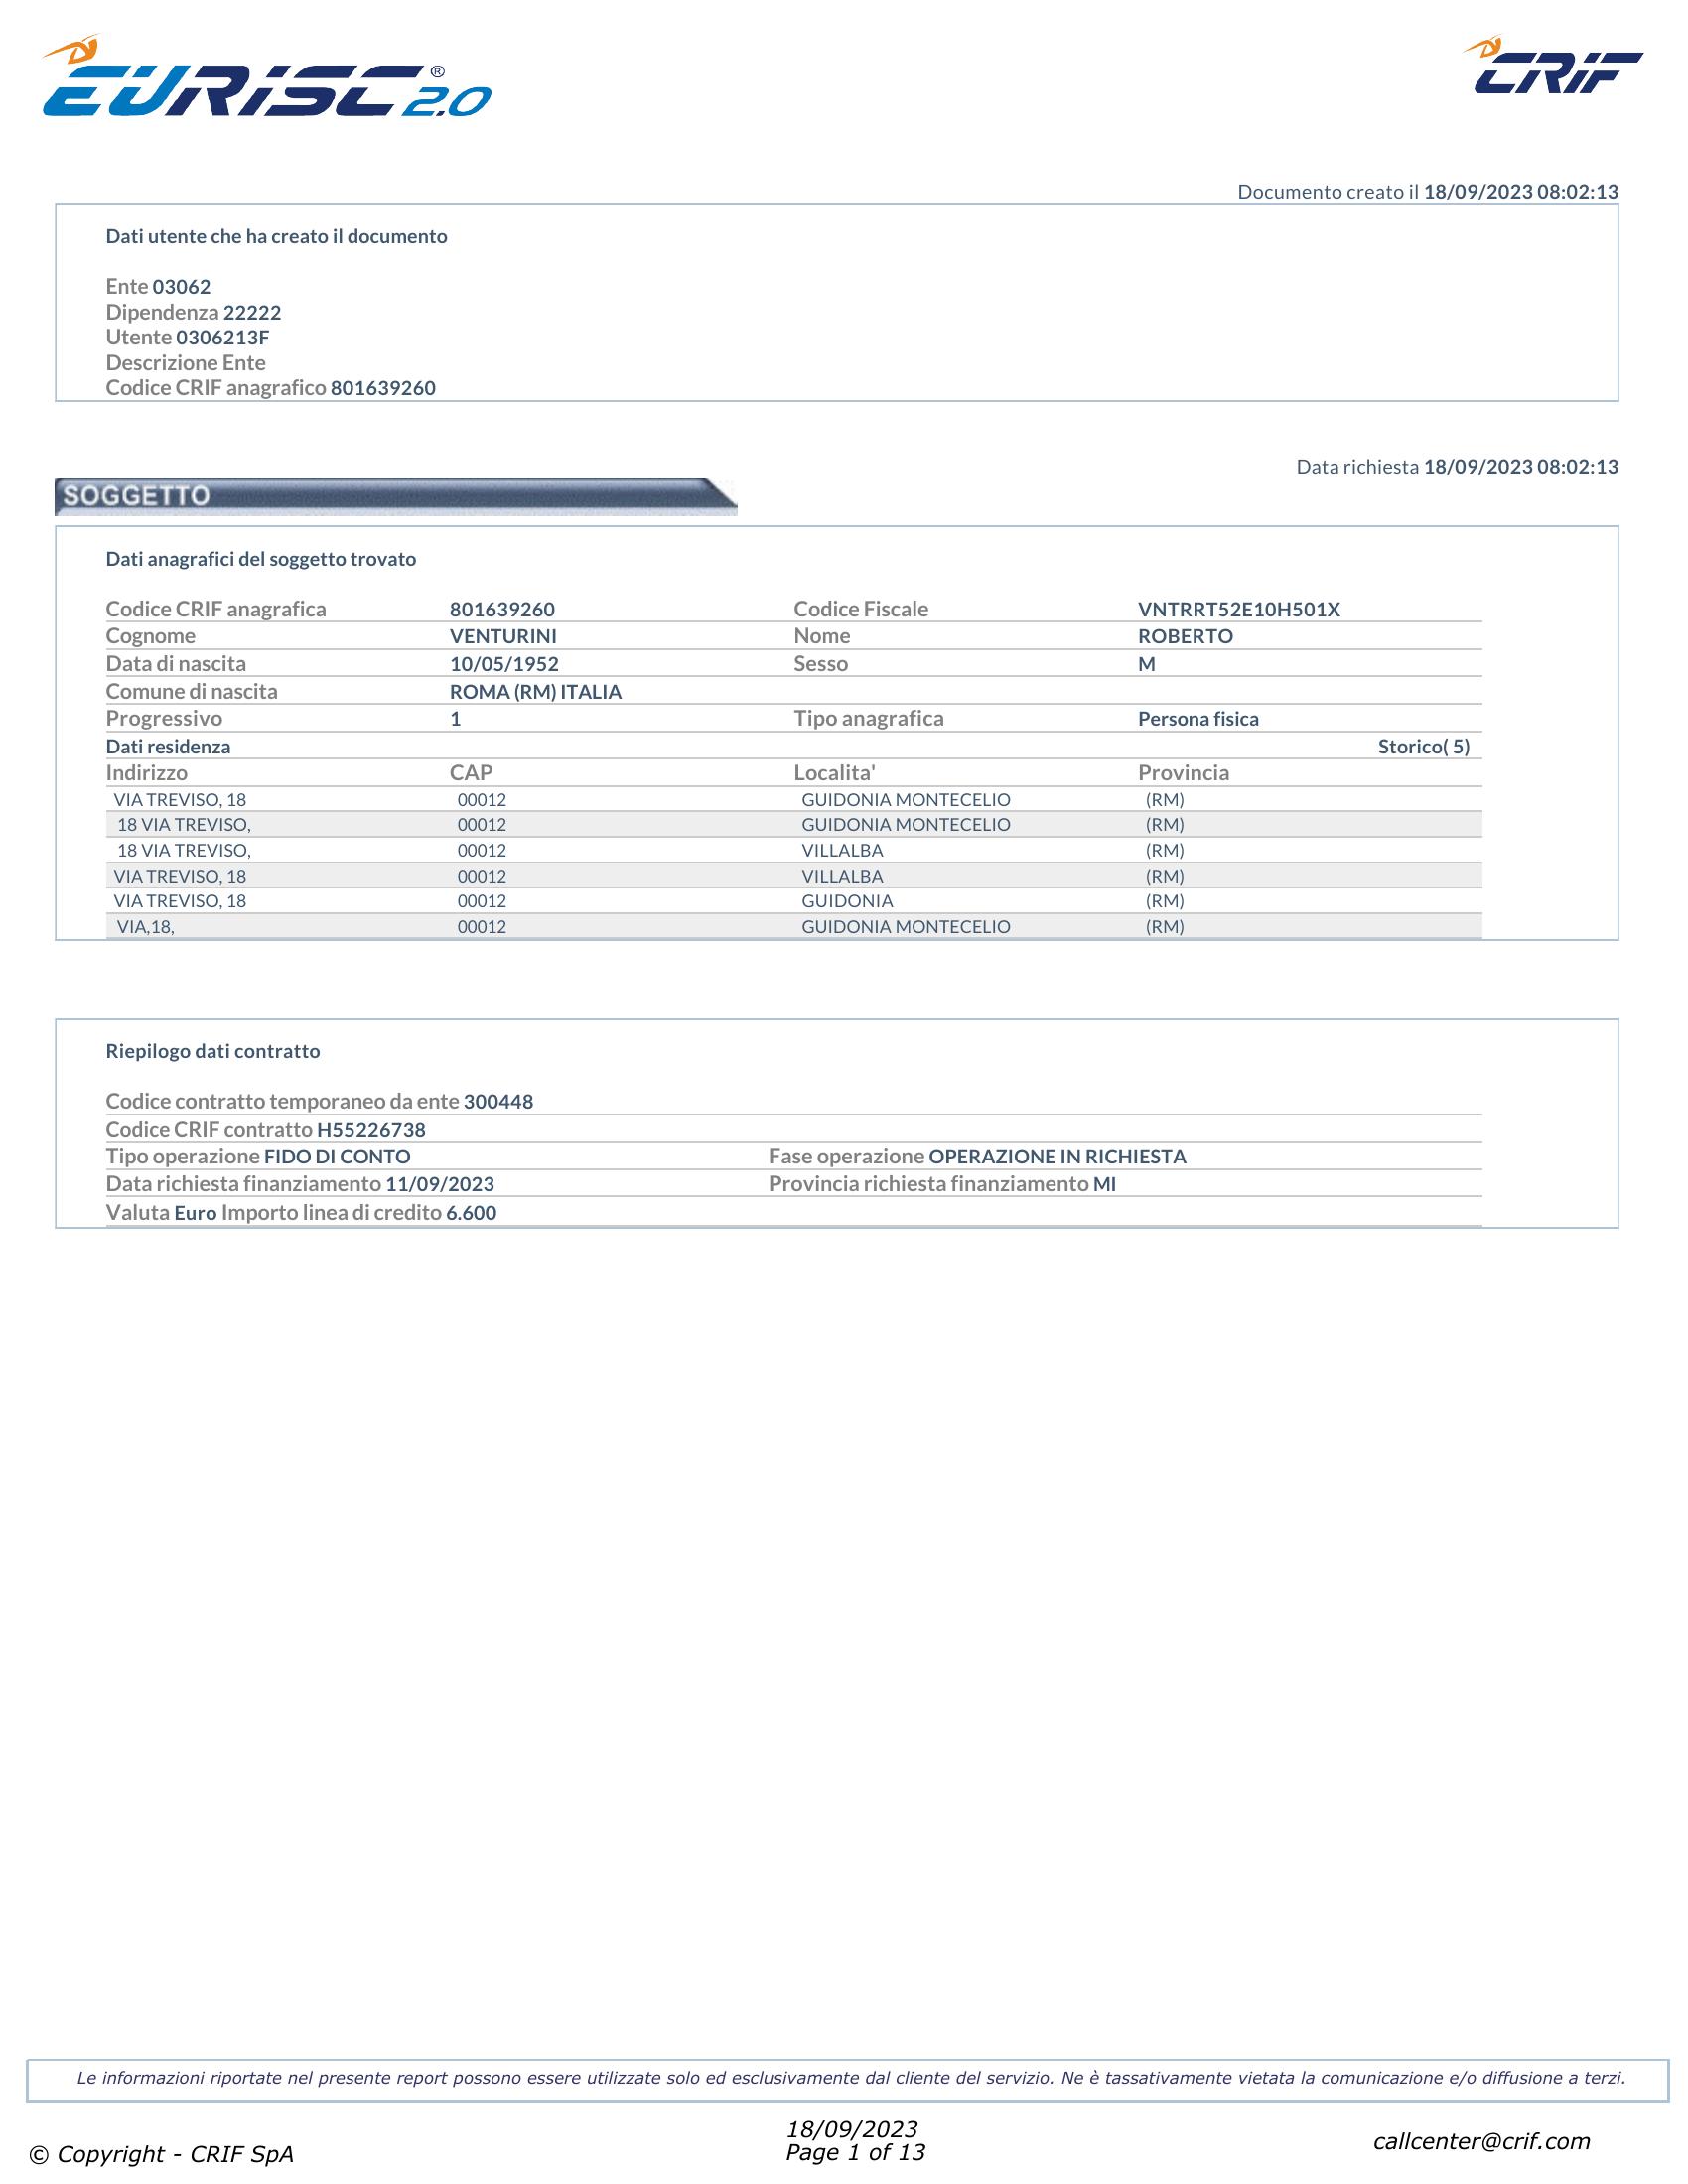 EURISC® 2.0
CRIF
Documento creato il 18/09/2023 08:02:13
Dati utente che ha creato il documento
Ente 03062
Dipendenza 22222
Utente 0306213F
Descrizione Ente
Codice CRIF anagrafico 801639260
Data richiesta 18/09/2023 08:02:13
SOGGETTO
Dati anagrafici del soggetto trovato
Codice CRIF anagrafica 801639260 Codice Fiscale VNTRRT52E10H501X
Cognome VENTURINI Nome ROBERTO
Data di nascita 10/05/1952 Sesso M
Comune di nascita ROMA (RM) ITALIA
Progressivo 1 Tipo anagrafica Persona fisica
Dati residenza Storico( 5)
Indirizzo CAP Localita' Provincia
VIA TREVISO, 18 00012 GUIDONIA MONTECELIO (RM)
18 VIA TREVISO, 00012 GUIDONIA MONTECELIO (RM)
18 VIA TREVISO, 00012 VILLALBA (RM)
VIA TREVISO, 18 00012 VILLALBA (RM)
VIA TREVISO, 18 00012 GUIDONIA (RM)
VIA,18, 00012 GUIDONIA MONTECELIO (RM)
Riepilogo dati contratto
Codice contratto temporaneo da ente 300448
Codice CRIF contratto H55226738
Tipo operazione FIDO DI CONTO Fase operazione OPERAZIONE IN RICHIESTA
Data richiesta finanziamento 11/09/2023 Provincia richiesta finanziamento MI
Valuta Euro Importo linea di credito 6.600
Le informazioni riportate nel presente report possono essere utilizzate solo ed esclusivamente dal cliente del servizio. Ne è tassativamente vietata la comunicazione e/o diffusione a terzi.
© Copyright - CRIF SpA
18/09/2023
Page 1 of 13
callcenter@crif.com